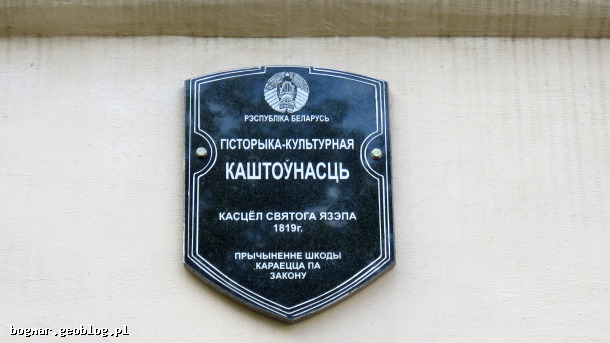 РЭСПУБЛІКА БЕЛАРУСЬ
ГІСТОРЫКА-КУЛЬТУРНАЯ
КАШТОЎНАСЦЬ
КАСЦЁЛ СВЯТОГА ЯЗЭПА
1819г.
ПРЫЧЫНЕННЕ ШКОДЫ
КАРАЕЦЦА ПА
ЗАКОНУ
bognar.geoblog.pl